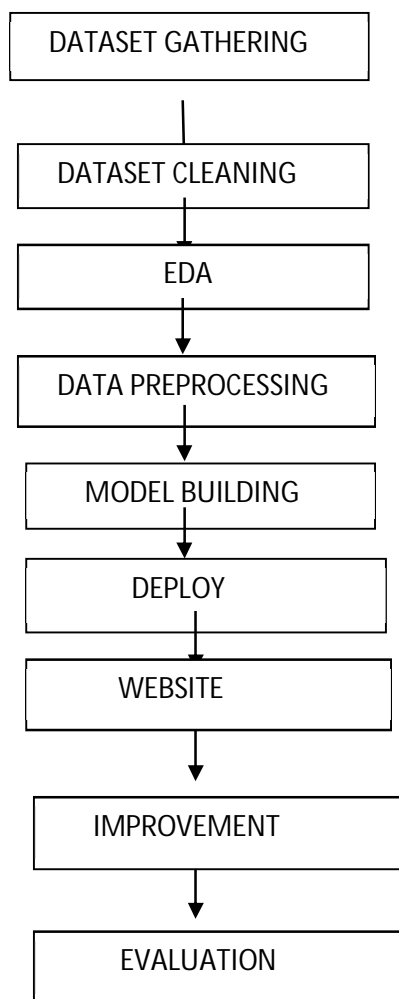 DATASET GATHERING
DATASET CLEANING
EDA
DATA PREPROCESSING
MODEL BUILDING
DEPLOY
WEBSITE
IMPROVEMENT
EVALUATION